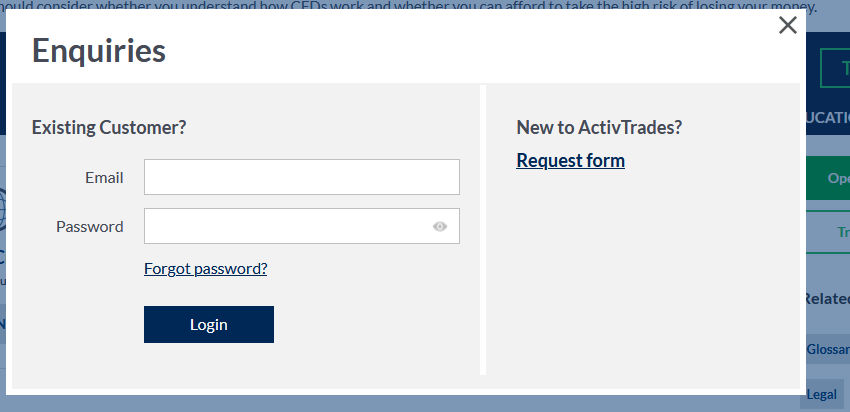 ould consider whether you understand how CFDs work and whether you can afford to take the high risk of losing your money.
Enquiries
Existing Customer?
Email
Password
Forgot password?
Login
New to ActivTrades?
Request form
UCATIO
Ope
Tr
Related
Glossar
Legal